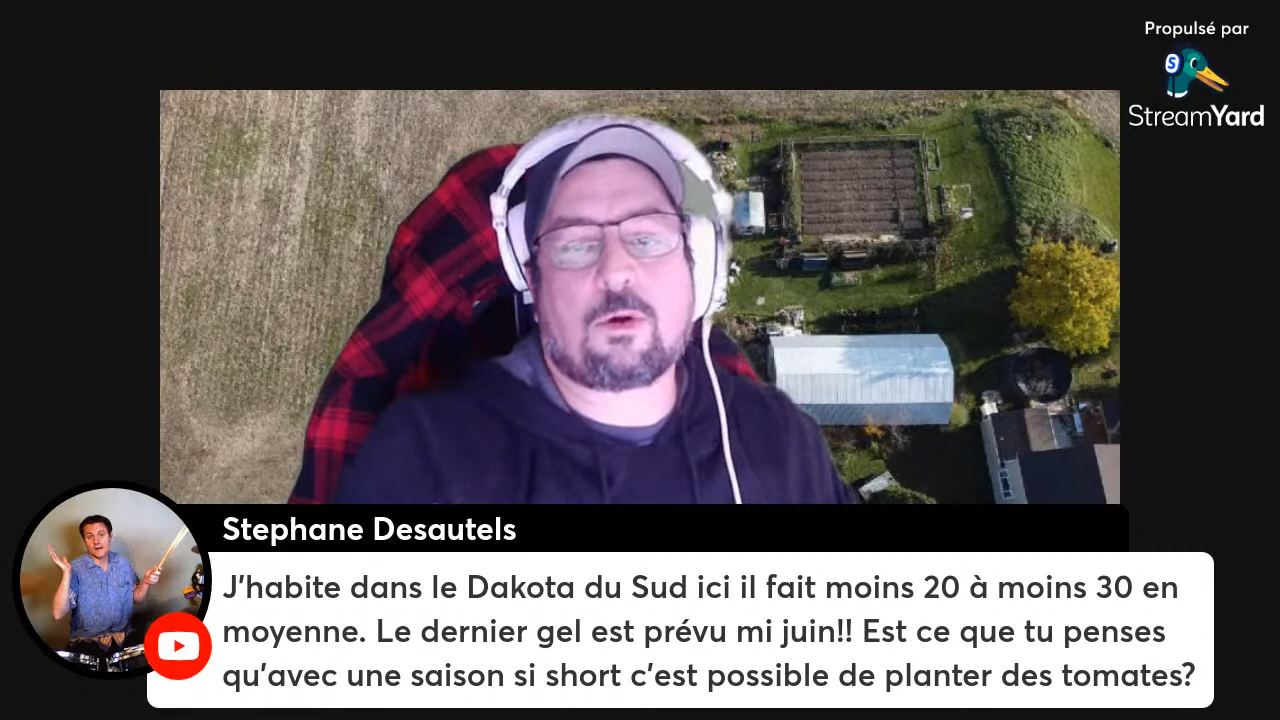 Propulsé par
StreamYard
Stephane Desautels
J'habite dans le Dakota du Sud ici il fait moins 20 à moins 30 en
moyenne. Le dernier gel est prévu mi juin!! Est ce que tu penses
qu'avec une saison si short c'est possible de planter des tomates?